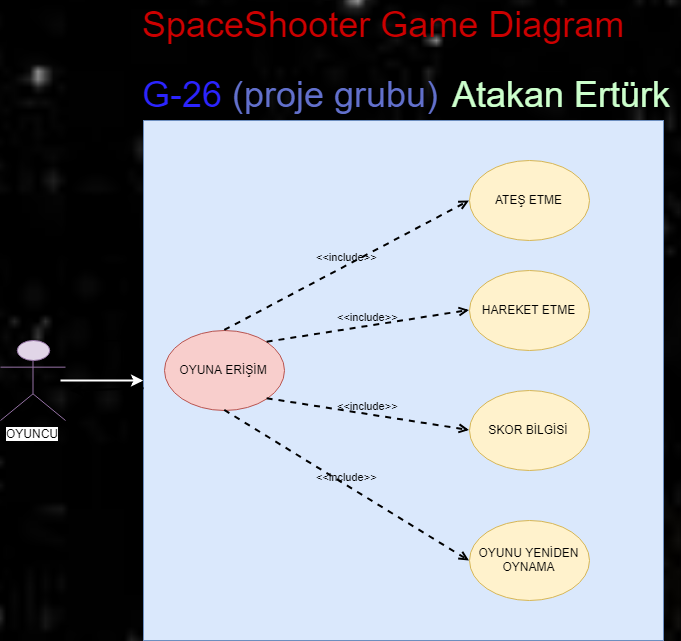 SpaceShooter Game Diagram
G-26 (proje grubu) Atakan Ertürk
ATEŞ ETME
<<include>>
HAREKET ETME
<<include>>
OYUNA ERİŞİM
<<include>>
SKOR BİLGİSİ
OYUNCU
<<include>>
OYUNU YENİDEN
OYNAMA